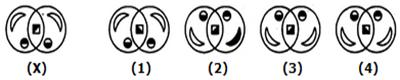 (X) (1) (2) (3) (4)